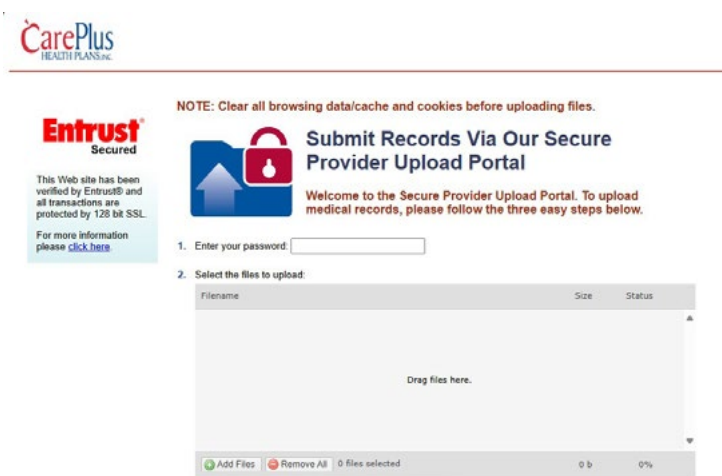 CarePlus
HEALTH PLANS INC.
NOTE: Clear all browsing data/cache and cookies before uploading files.
Entrust®
Secured
This Web site has been
verified by Entrust® and
all transactions are
protected by 128 bit SSL.
For more information
please click here.
Submit Records Via Our Secure
Provider Upload Portal
Welcome to the Secure Provider Upload Portal. To upload
medical records, please follow the three easy steps below.
1. Enter your password:
2. Select the files to upload:
Filename Size Status
Drag files here.
Add Files Remove All 0 files selected 0 b 0%